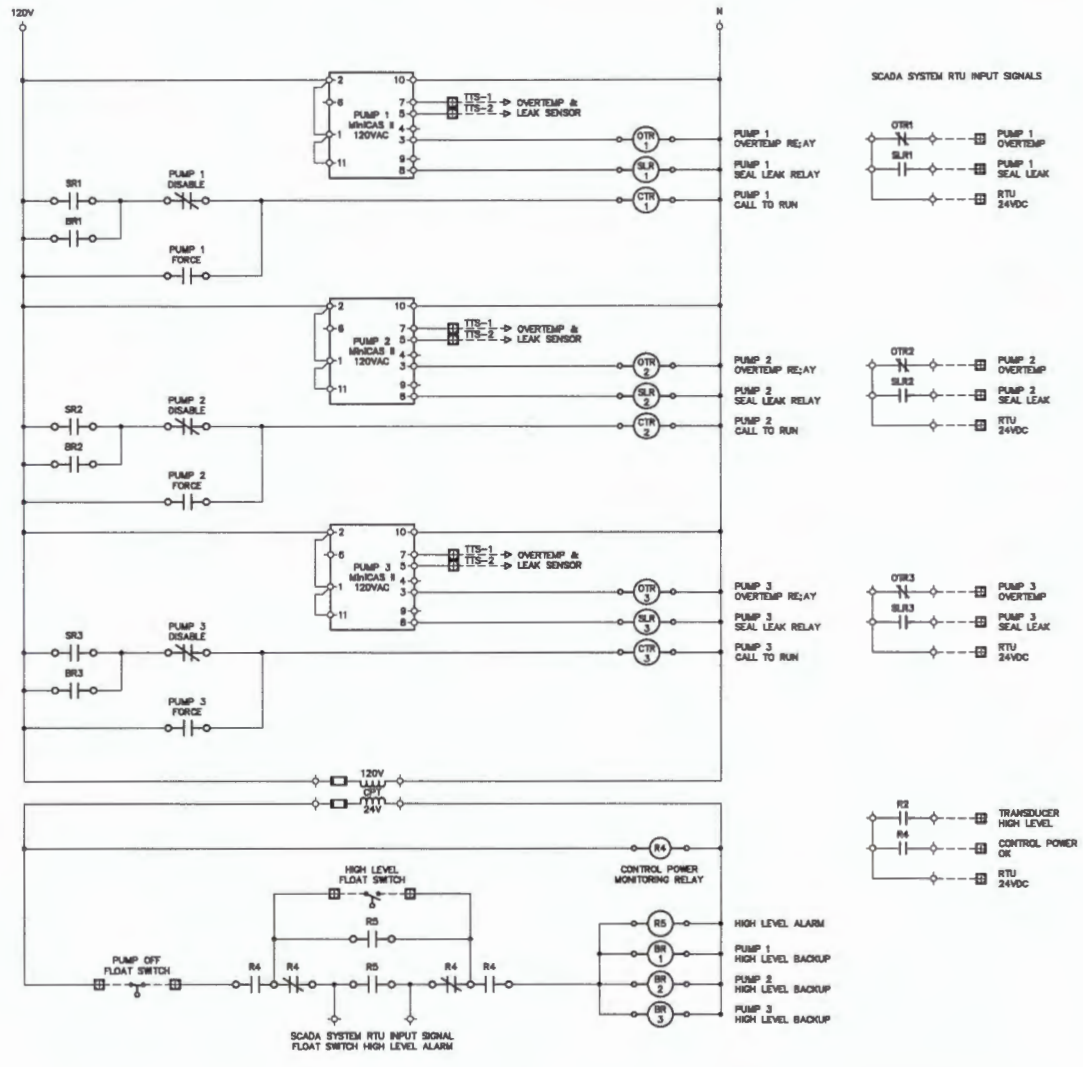 120V
N
SCADA SYSTEM RTU INPUT SIGNALS
2
10
6
7
5
4
1
3
11
9
8
PUMP 1
MiniCAS II
120VAC
TTS-1
TTS-2
OVERTEMP &
LEAK SENSOR
OTR
1
PUMP 1
OVERTEMP RE;AY
SLR
1
PUMP 1
SEAL LEAK RELAY
CTR
1
PUMP 1
CALL TO RUN
OTR1
PUMP 1
OVERTEMP
SLR1
PUMP 1
SEAL LEAK
RTU
24VDC
SR1
PUMP 1
DISABLE
BR1
PUMP 1
FORCE
2
10
6
7
5
4
1
3
11
9
8
PUMP 2
MiniCAS II
120VAC
TTS-1
TTS-2
OVERTEMP &
LEAK SENSOR
OTR
2
PUMP 2
OVERTEMP RE;AY
SLR
2
PUMP 2
SEAL LEAK RELAY
CTR
2
PUMP 2
CALL TO RUN
OTR2
PUMP 2
OVERTEMP
SLR2
PUMP 2
SEAL LEAK
RTU
24VDC
SR2
PUMP 2
DISABLE
BR2
PUMP 2
FORCE
2
10
6
7
5
4
1
3
11
9
8
PUMP 3
MiniCAS II
120VAC
TTS-1
TTS-2
OVERTEMP &
LEAK SENSOR
OTR
3
PUMP 3
OVERTEMP RE;AY
SLR
3
PUMP 3
SEAL LEAK RELAY
CTR
3
PUMP 3
CALL TO RUN
OTR3
PUMP 3
OVERTEMP
SLR3
PUMP 3
SEAL LEAK
RTU
24VDC
SR3
PUMP 3
DISABLE
BR3
PUMP 3
FORCE
120V
CPT
24V
R4
CONTROL POWER
MONITORING RELAY
R2
TRANSDUCER
HIGH LEVEL
R4
CONTROL POWER
OK
RTU
24VDC
HIGH LEVEL
FLOAT SWITCH
R5
PUMP OFF
FLOAT SWITCH
R4
R4
R5
R4
R4
SCADA SYSTEM RTU INPUT SIGNAL
FLOAT SWITCH HIGH LEVEL ALARM
R5
HIGH LEVEL ALARM
BR
1
PUMP 1
HIGH LEVEL BACKUP
BR
2
PUMP 2
HIGH LEVEL BACKUP
BR
3
PUMP 3
HIGH LEVEL BACKUP